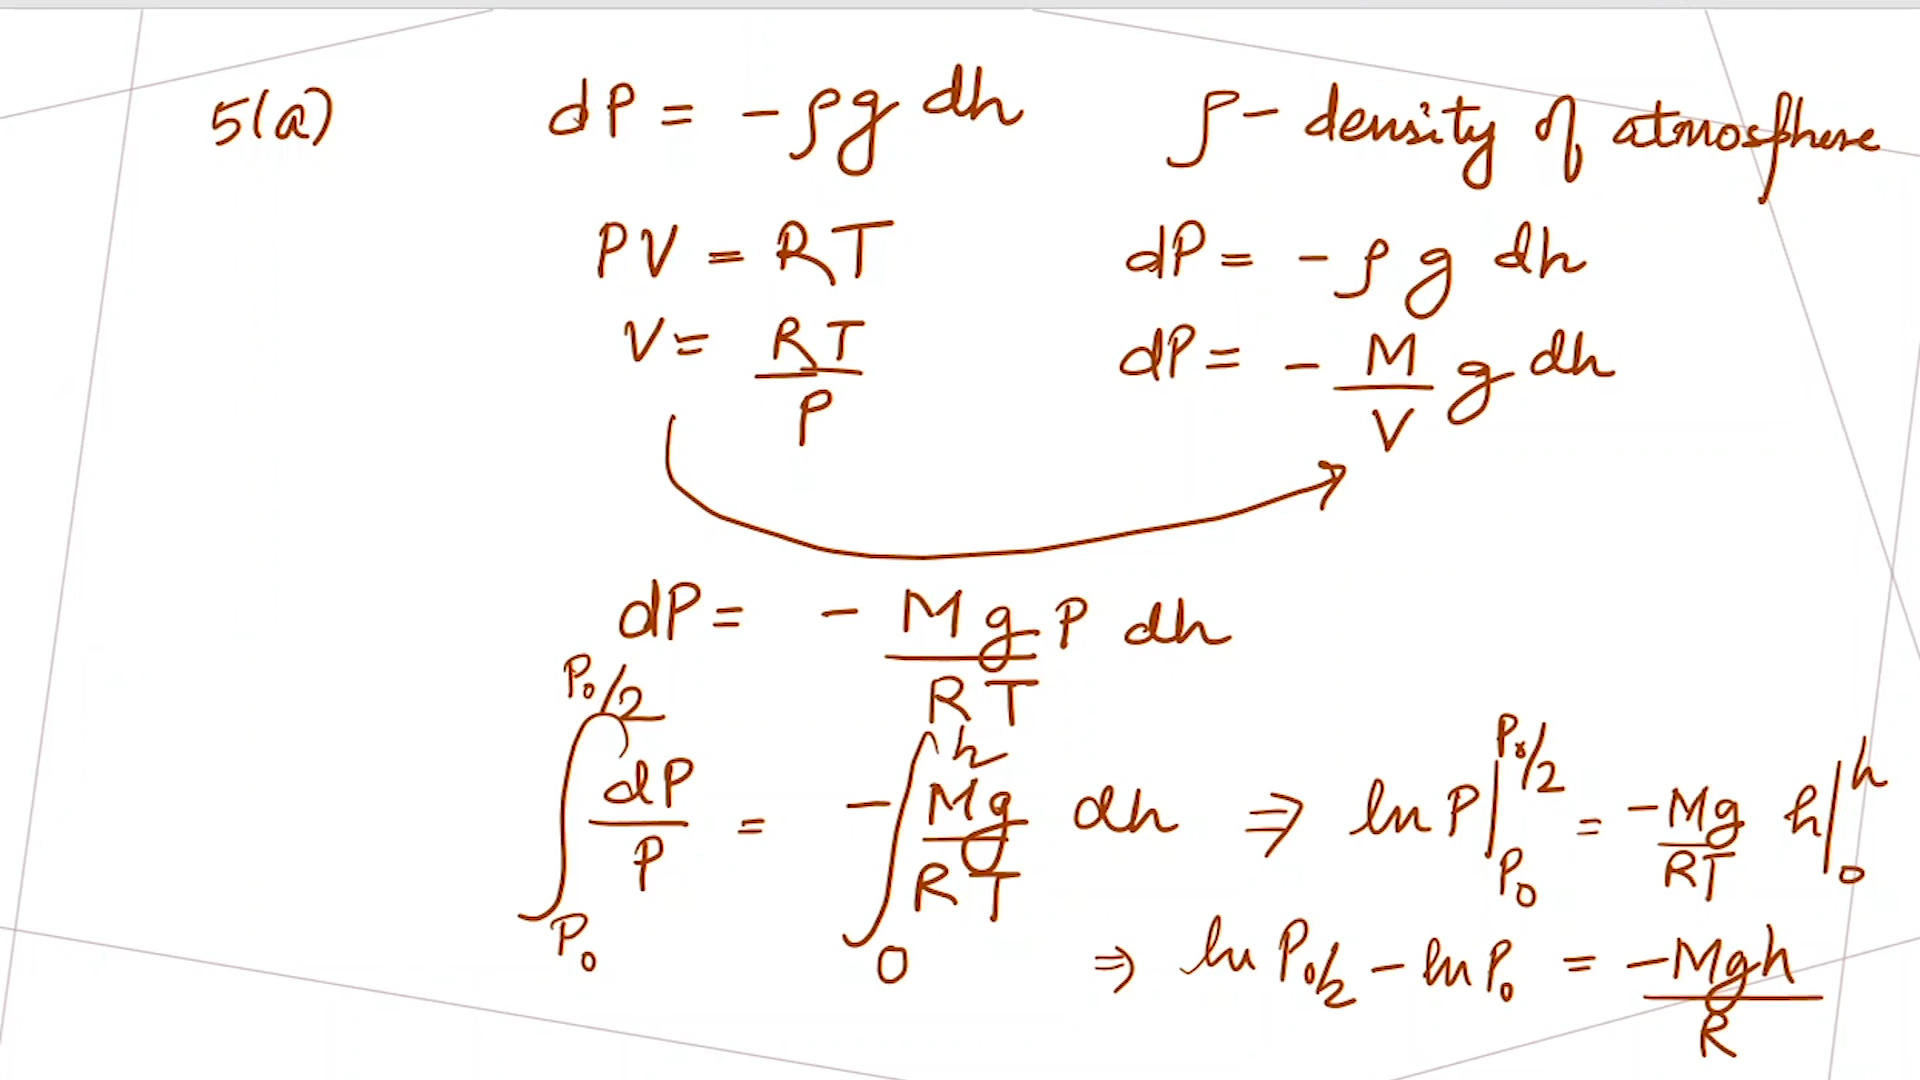 5(a) dP = - ρg dh ρ - density of atmosphere
PV = RT dP = - ρ g dh
V = RT/P dP = - M/V g dh
dP = - Mg/RT P dh
∫_{P₀}^{P₀/2} dP/P = - ∫_0^h Mg/RT dh ⇒ ln P |_{P₀}^{P₀/2} = -Mg/RT h |_0^h
⇒ ln P₀/2 - ln P₀ = -Mgh/R